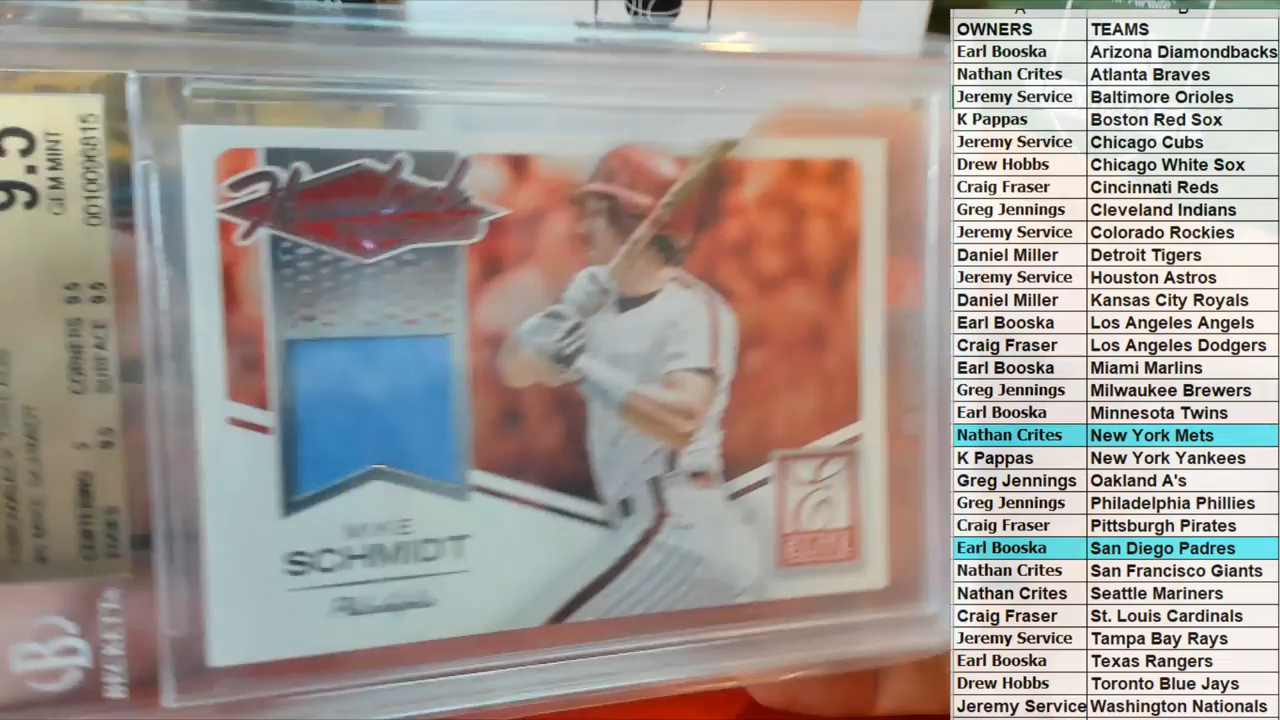 9.5
GEM MINT
0010096815
CENTERING
CORNERS 9.5
SURFACE 9.5
MIKE
SCHMIDT
Philadelphia
ELITE
OWNERS TEAMS
Earl Booska Arizona Diamondbacks
Nathan Crites Atlanta Braves
Jeremy Service Baltimore Orioles
K Pappas Boston Red Sox
Jeremy Service Chicago Cubs
Drew Hobbs Chicago White Sox
Craig Fraser Cincinnati Reds
Greg Jennings Cleveland Indians
Jeremy Service Colorado Rockies
Daniel Miller Detroit Tigers
Jeremy Service Houston Astros
Daniel Miller Kansas City Royals
Earl Booska Los Angeles Angels
Craig Fraser Los Angeles Dodgers
Earl Booska Miami Marlins
Greg Jennings Milwaukee Brewers
Earl Booska Minnesota Twins
Nathan Crites New York Mets
K Pappas New York Yankees
Greg Jennings Oakland A's
Greg Jennings Philadelphia Phillies
Craig Fraser Pittsburgh Pirates
Earl Booska San Diego Padres
Nathan Crites San Francisco Giants
Nathan Crites Seattle Mariners
Craig Fraser St. Louis Cardinals
Jeremy Service Tampa Bay Rays
Earl Booska Texas Rangers
Drew Hobbs Toronto Blue Jays
Jeremy Service Washington Nationals